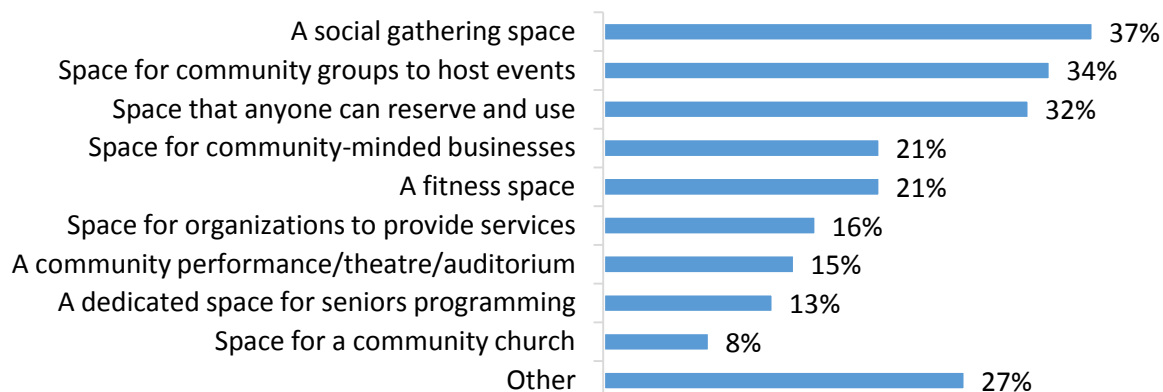 A social gathering space 37%
Space for community groups to host events 34%
Space that anyone can reserve and use 32%
Space for community-minded businesses 21%
A fitness space 21%
Space for organizations to provide services 16%
A community performance/theatre/auditorium 15%
A dedicated space for seniors programming 13%
Space for a community church 8%
Other 27%